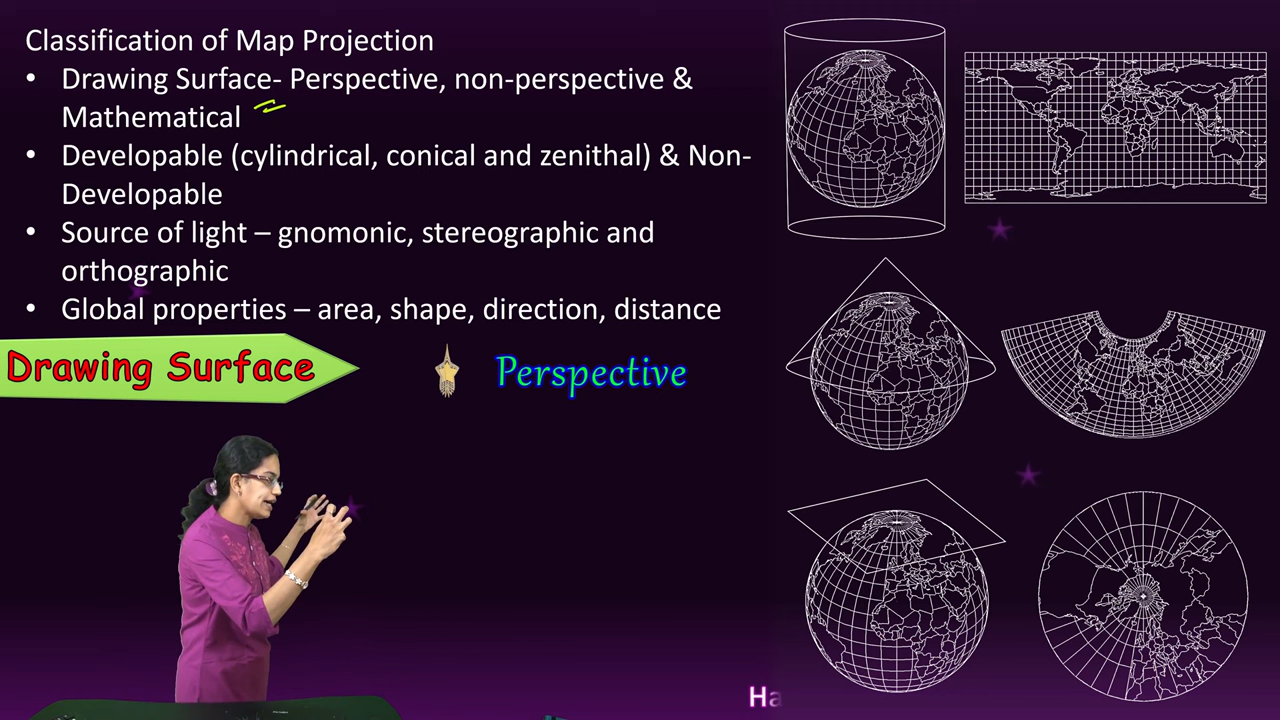 Classification of Map Projection
• Drawing Surface- Perspective, non-perspective &
Mathematical
• Developable (cylindrical, conical and zenithal) & Non-
Developable
• Source of light – gnomonic, stereographic and
orthographic
• Global properties – area, shape, direction, distance
Drawing Surface
Perspective
Ha